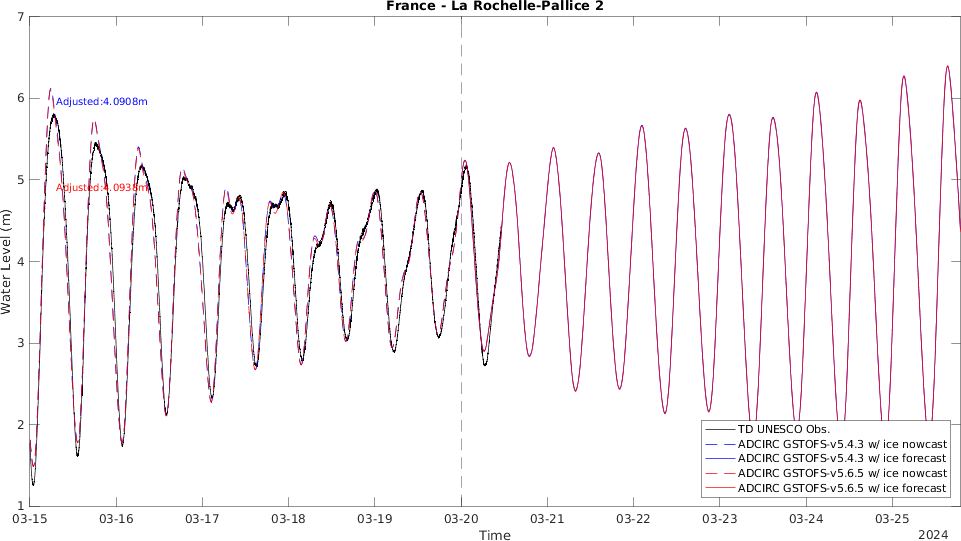 France - La Rochelle-Pallice 2
7
6
5
4
3
2
1
Water Level (m)
Adjusted:4.0908m
Adjusted:4.0938m
TD UNESCO Obs.
ADCIRC GSTOFS-v5.4.3 w/ ice nowcast
ADCIRC GSTOFS-v5.4.3 w/ ice forecast
ADCIRC GSTOFS-v5.6.5 w/ ice nowcast
ADCIRC GSTOFS-v5.6.5 w/ ice forecast
03-15 03-16 03-17 03-18 03-19 03-20 03-21 03-22 03-23 03-24 03-25
Time
2024